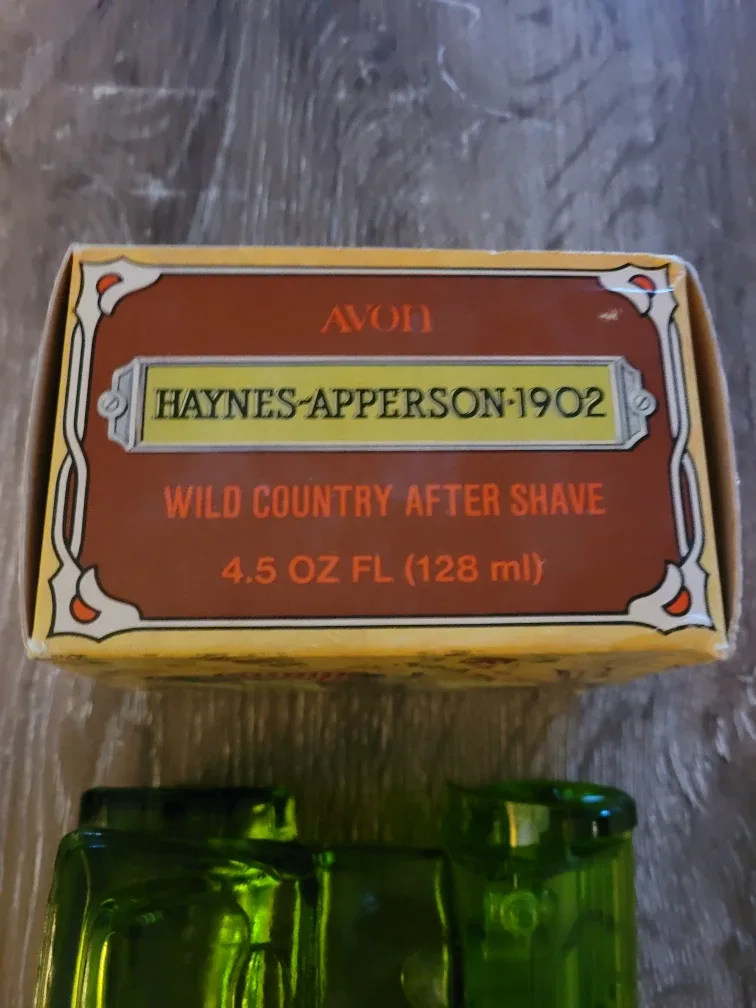 AVON
HAYNES-APPERSON·1902
WILD COUNTRY AFTER SHAVE
4.5 OZ FL (128 ml)